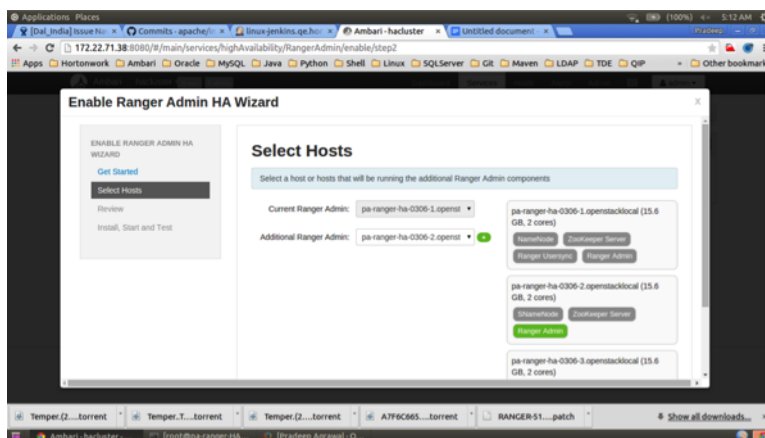 Applications Places
(100%) 5:12 AM
[Dal_India] Issue Na
Commits · apache/
linux-jenkins.qe.hor
Ambari - hacluster
Untitled document
Pradeep
172.22.71.38:8080/#/main/services/highAvailability/RangerAdmin/enable/step2
Apps Hortonwork Ambari Oracle MySQL Java Python Shell Linux SQLServer Git Maven LDAP TDE QIP » Other bookmar
Enable Ranger Admin HA Wizard X
ENABLE RANGER ADMIN HA
WIZARD
Get Started
Select Hosts
Review
Install, Start and Test
Select Hosts
Select a host or hosts that will be running the additional Ranger Admin components
Current Ranger Admin: pa-ranger-ha-0306-1.openst
Additional Ranger Admin: pa-ranger-ha-0306-2.openst +
pa-ranger-ha-0306-1.openstacklocal (15.6
GB, 2 cores)
NameNode ZooKeeper Server
Ranger Usersync Ranger Admin
pa-ranger-ha-0306-2.openstacklocal (15.6
GB, 2 cores)
SNameNode ZooKeeper Server
Ranger Admin
pa-ranger-ha-0306-3.openstacklocal (15.6
GB, 2 cores)
Temper.(2....torrent
Temper..T....torrent
Temper.(2....torrent
A7F6C665....torrent
RANGER-51....patch
Show all downloads...
Ambari - hacluster -
[root@pa-ranger-HA
[Pradeep Agrawal - O